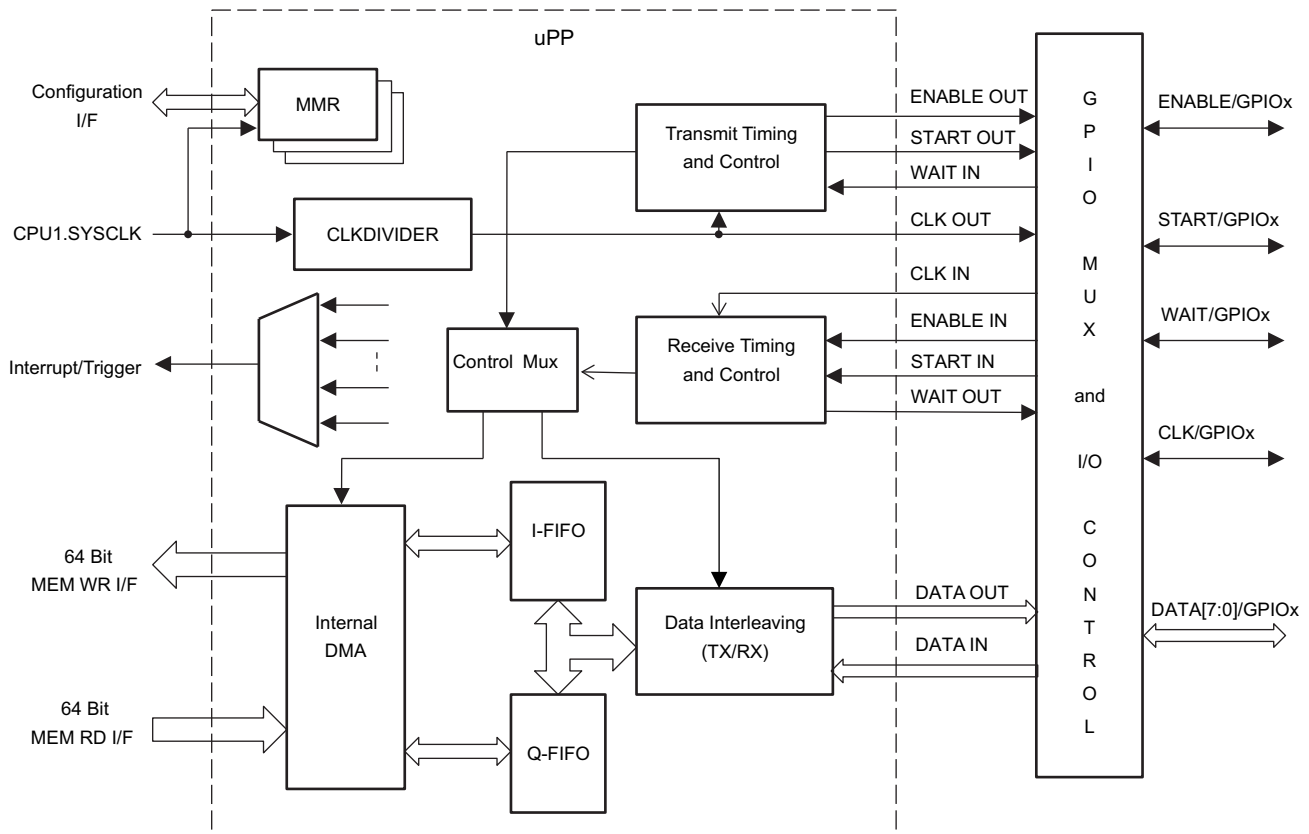 uPP
Configuration
I/F
MMR
CPU1.SYSCLK
CLKDIVIDER
Transmit Timing
and Control
ENABLE OUT
START OUT
WAIT IN
CLK OUT
CLK IN
ENABLE IN
START IN
WAIT OUT
Receive Timing
and Control
Control Mux
Interrupt/Trigger
64 Bit
MEM WR I/F
64 Bit
MEM RD I/F
Internal
DMA
I-FIFO
Q-FIFO
Data Interleaving
(TX/RX)
DATA OUT
DATA IN
G
P
I
O
M
U
X
and
I/O
C
O
N
T
R
O
L
ENABLE/GPIOx
START/GPIOx
WAIT/GPIOx
CLK/GPIOx
DATA[7:0]/GPIOx